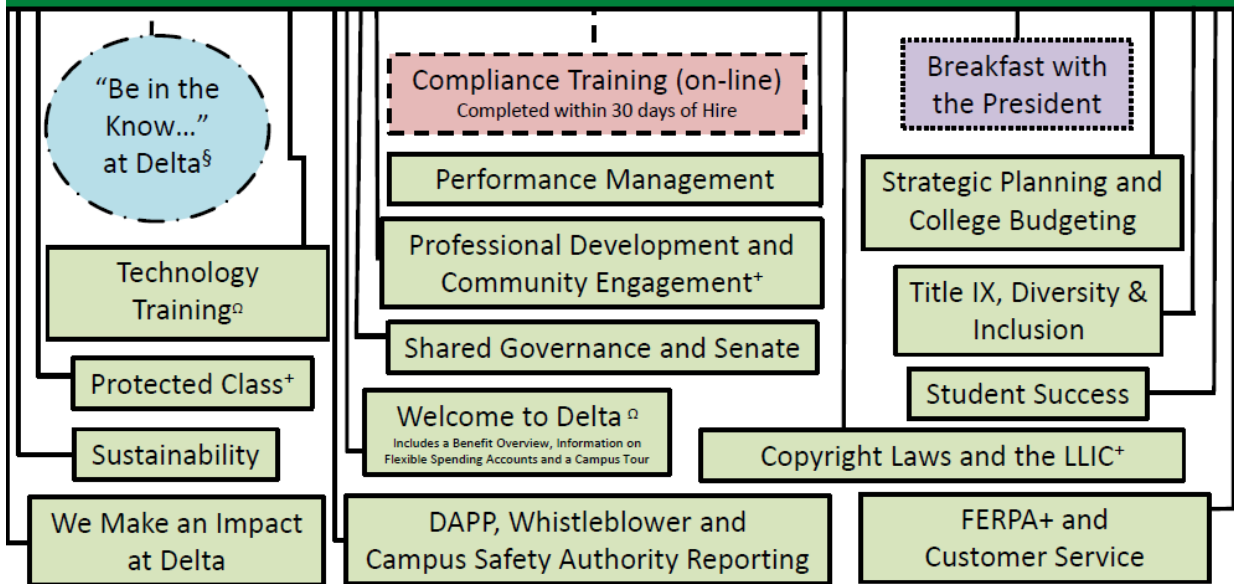 “Be in the
Know...”
at Delta§
Compliance Training (on-line)
Completed within 30 days of Hire
Breakfast with
the President
Performance Management
Strategic Planning and
College Budgeting
Professional Development and
Community Engagement+
Technology
TrainingΩ
Title IX, Diversity &
Inclusion
Shared Governance and Senate
Protected Class+
Student Success
Welcome to Delta Ω
Includes a Benefit Overview, Information on
Flexible Spending Accounts and a Campus Tour
Sustainability
Copyright Laws and the LLIC+
We Make an Impact
at Delta
DAPP, Whistleblower and
Campus Safety Authority Reporting
FERPA+ and
Customer Service